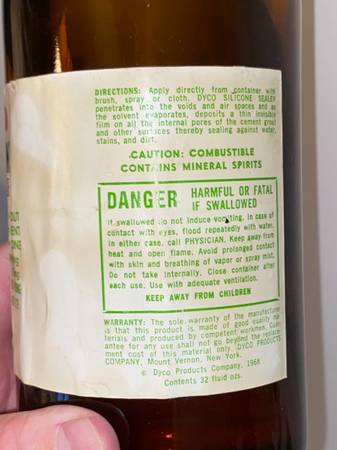 DIRECTIONS: Apply directly from container with
brush, spray or cloth. DYCO SILICONE SEALER
penetrates into the voids and air spaces and as
the solvent evaporates, deposits a thin invisible
film on all the internal pores of the cement grout
and other surfaces thereby sealing against water,
stains, and dirt.
CAUTION: COMBUSTIBLE
CONTAINS MINERAL SPIRITS
DANGER HARMFUL OR FATAL
IF SWALLOWED
If swallowed do not induce vomiting. In case of
contact with eyes, flood repeatedly with water.
In either case, call PHYSICIAN. Keep away from
heat and open flame. Avoid prolonged contact
with skin and breathing of vapor or spray mist.
Do not take internally. Close container after
each use. Use with adequate ventilation.
KEEP AWAY FROM CHILDREN
WARRANTY: The sole warranty of the manufacturer
is that this product is made of good quality ma-
terials and produced by competent workmen. Guar-
antee for any use shall not go beyond the replace-
ment cost of this material only. DYCO PRODUCTS
COMPANY, Mount Vernon, New York.
© Dyco Products Company, 1968
Contents 32 fluid ozs.